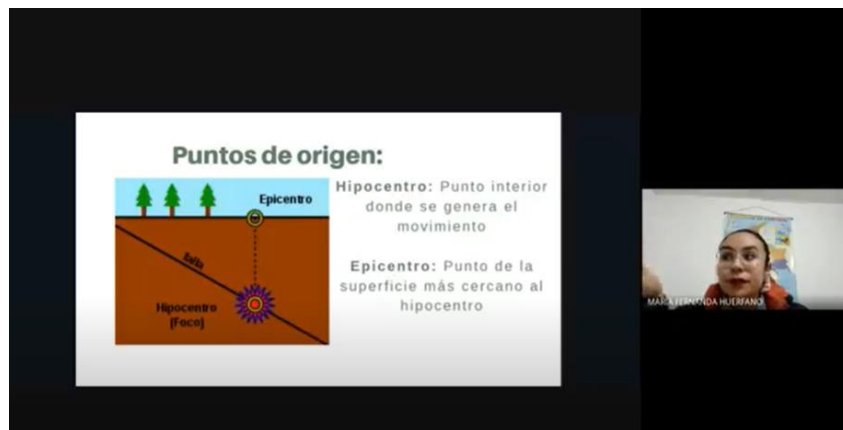 Puntos de origen:
Epicentro
falla
Hipocentro
(Foco)
Hipocentro: Punto interior
donde se genera el
movimiento
Epicentro: Punto de la
superficie más cercano al
hipocentro
MARIA FERNANDA HUERFANO